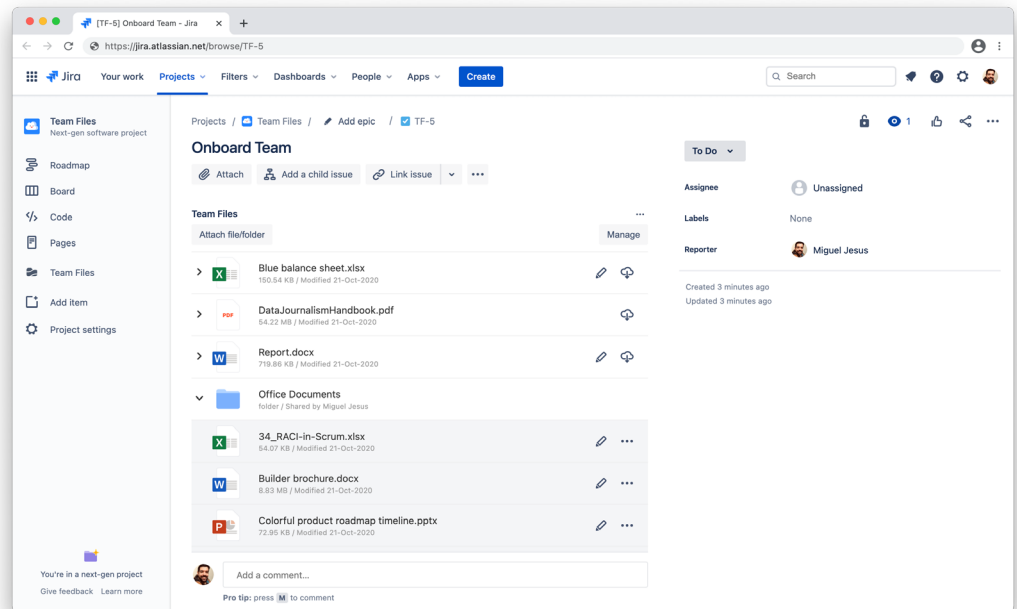 [TF-5] Onboard Team - Jira
https://jira.atlassian.net/browse/TF-5
Jira Your work Projects Filters Dashboards People Apps Create Search
Team Files
Next-gen software project
Roadmap
Board
Code
Pages
Team Files
Add item
Project settings
You're in a next-gen project
Give feedback Learn more
Projects / Team Files / Add epic / TF-5
1
Onboard Team
Attach Add a child issue Link issue
Team Files
Attach file/folder Manage
Blue balance sheet.xlsx
150.54 KB / Modified 21-Oct-2020
PDF
DataJournalismHandbook.pdf
54.22 MB / Modified 21-Oct-2020
Report.docx
719.86 KB / Modified 21-Oct-2020
Office Documents
folder / Shared by Miguel Jesus
34_RACI-in-Scrum.xlsx
54.07 KB / Modified 21-Oct-2020
Builder brochure.docx
8.83 MB / Modified 21-Oct-2020
Colorful product roadmap timeline.pptx
72.95 KB / Modified 21-Oct-2020
Add a comment...
Pro tip: press M to comment
To Do
Assignee Unassigned
Labels None
Reporter Miguel Jesus
Created 3 minutes ago
Updated 3 minutes ago